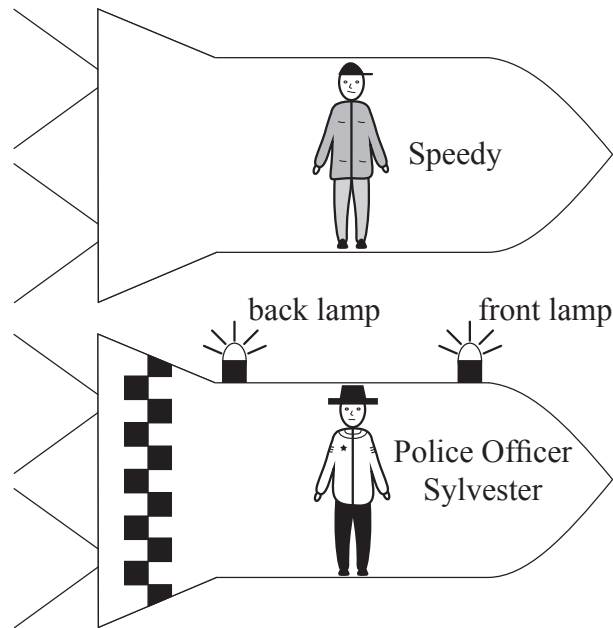 Speedy
back lamp
front lamp
Police Officer
Sylvester